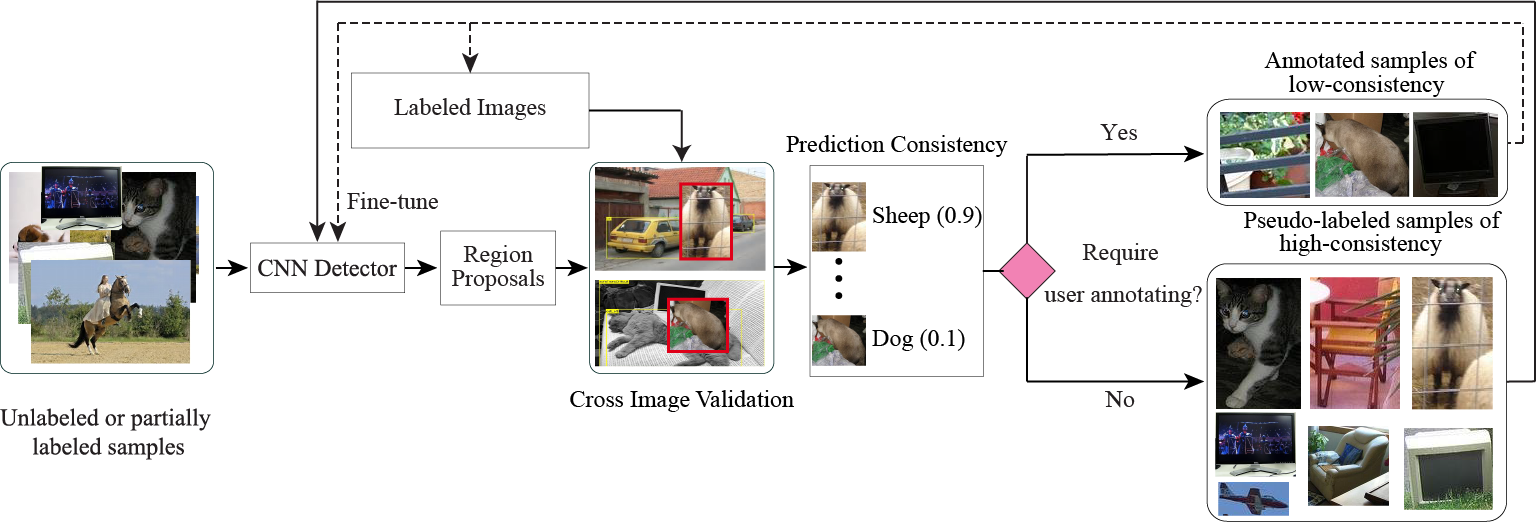 Annotated samples of
low-consistency
Labeled Images
Yes
Prediction Consistency
Fine-tune
Sheep (0.9)
Pseudo-labeled samples of
high-consistency
CNN Detector
Region
Proposals
Require
user annotating?
Dog (0.1)
Cross Image Validation
No
Unlabeled or partially
labeled samples